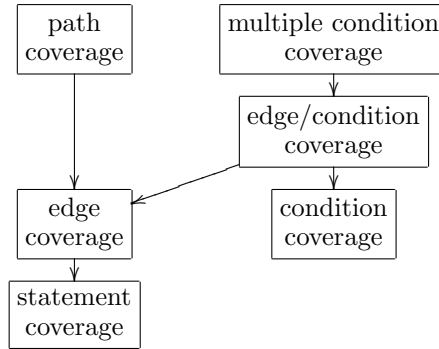 path
coverage
multiple condition
coverage
edge/condition
coverage
edge
coverage
condition
coverage
statement
coverage